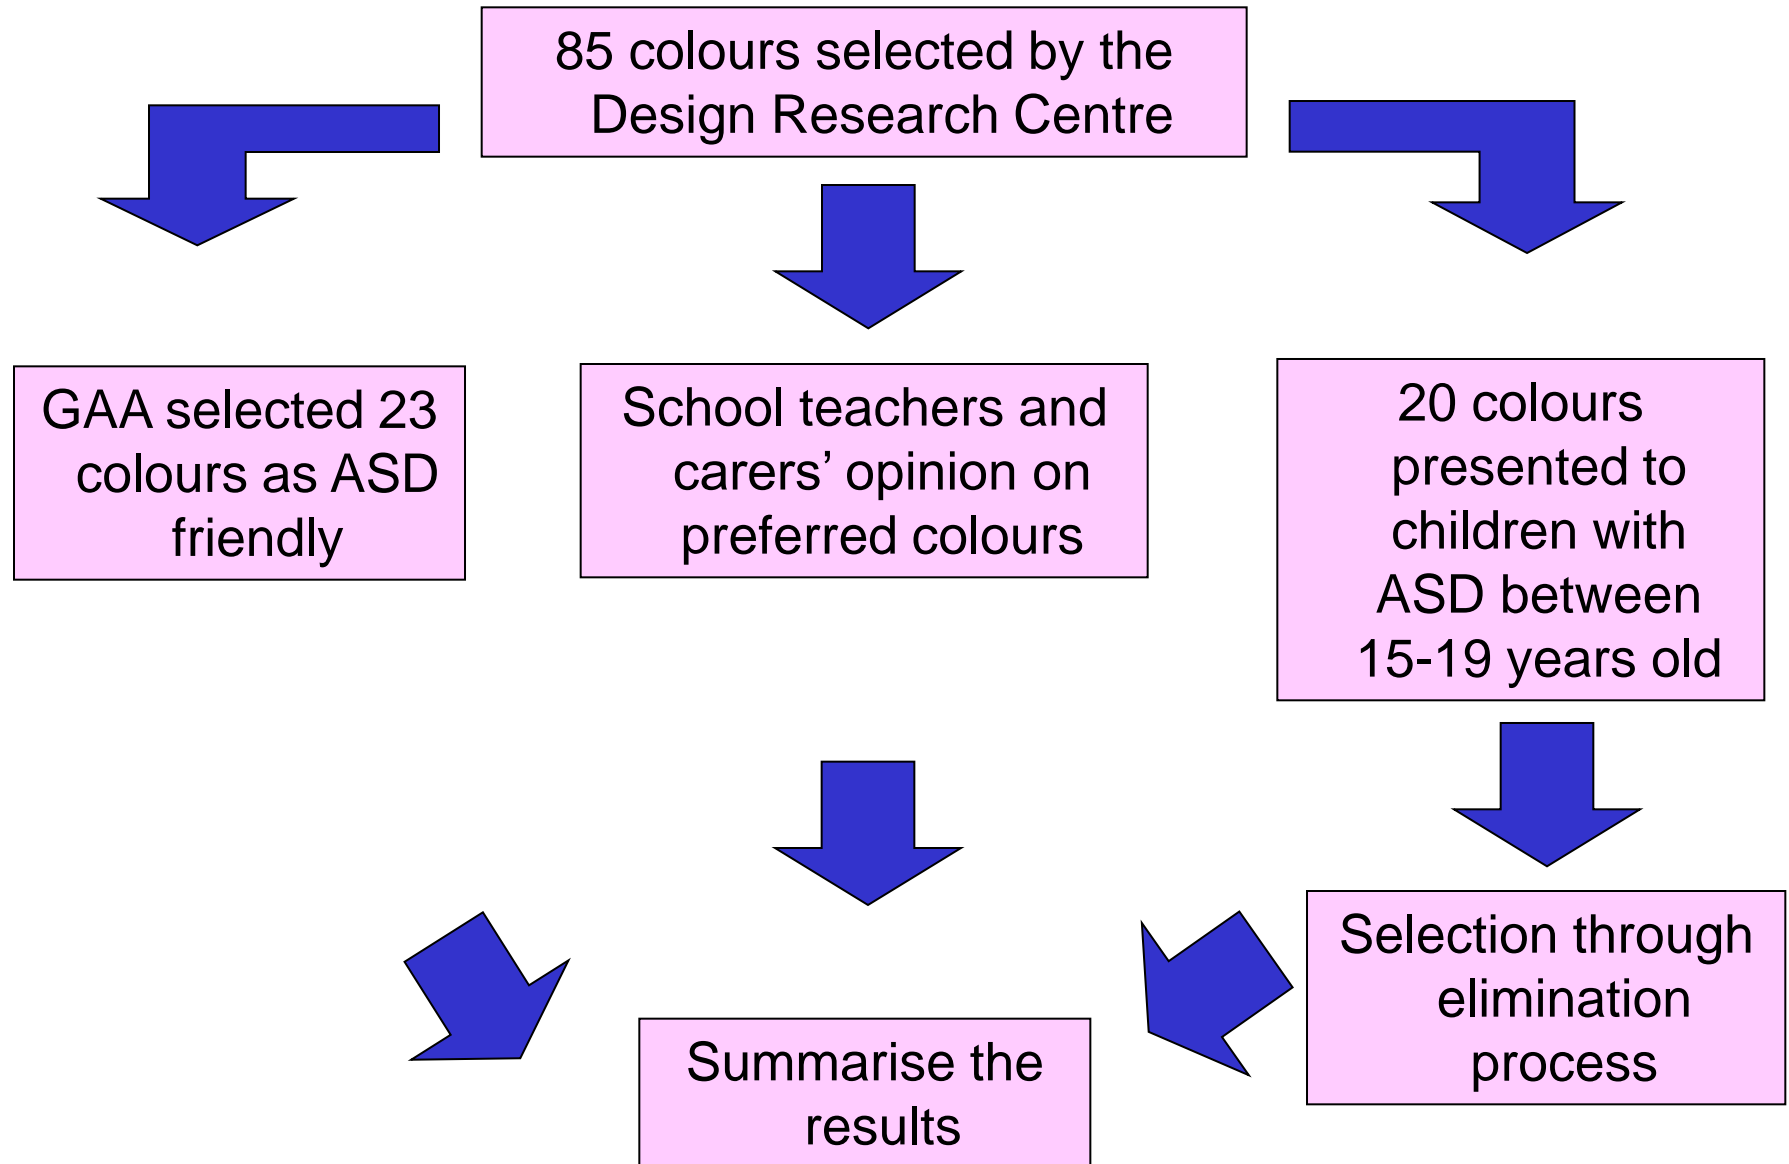 85 colours selected by the
Design Research Centre
GAA selected 23
colours as ASD
friendly
School teachers and
carers’ opinion on
preferred colours
20 colours
presented to
children with
ASD between
15-19 years old
Selection through
elimination
process
Summarise the
results